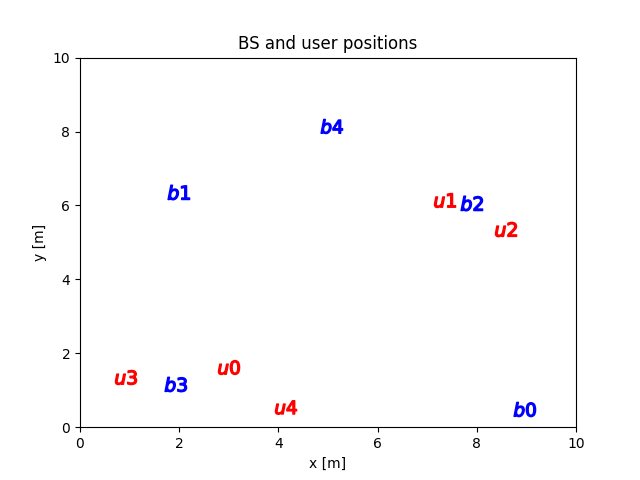 BS and user positions
10
b4
8
b1
u1 b2
6
u2
y [m]
4
2
u0
u3
b3
u4
b0
0
0 2 4 6 8 10
x [m]